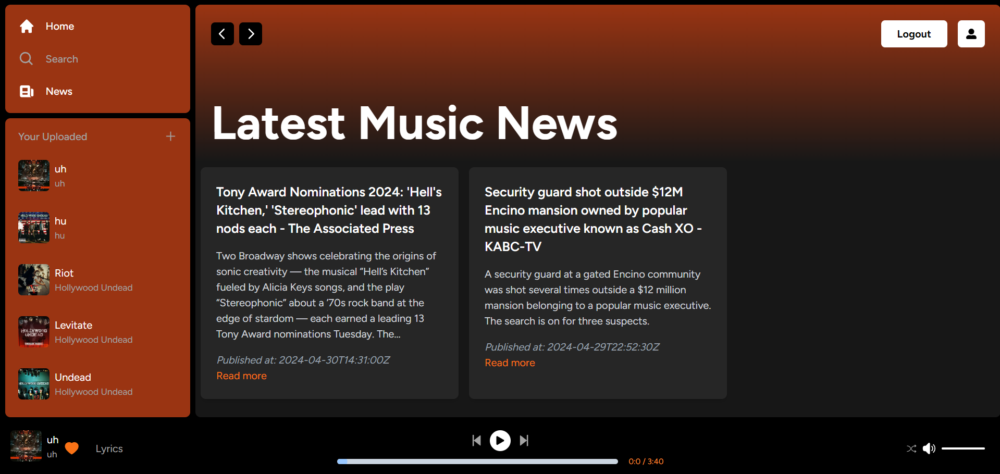 Home
Search
News
Your Uploaded
uh
uh
hu
hu
Riot
Hollywood Undead
Levitate
Hollywood Undead
Undead
Hollywood Undead
Logout
Latest Music News
Tony Award Nominations 2024: 'Hell's
Kitchen,' 'Stereophonic' lead with 13
nods each - The Associated Press
Two Broadway shows celebrating the origins of
sonic creativity — the musical “Hell’s Kitchen”
fueled by Alicia Keys songs, and the play
“Stereophonic” about a ’70s rock band at the
edge of stardom — each earned a leading 13
Tony Award nominations Tuesday. The…
Published at: 2024-04-30T14:31:00Z
Read more
Security guard shot outside $12M
Encino mansion owned by popular
music executive known as Cash XO -
KABC-TV
A security guard at a gated Encino community
was shot several times outside a $12 million
mansion belonging to a popular music executive.
The search is on for three suspects.
Published at: 2024-04-29T22:52:30Z
Read more
uh
uh
Lyrics
0:0 / 3:40